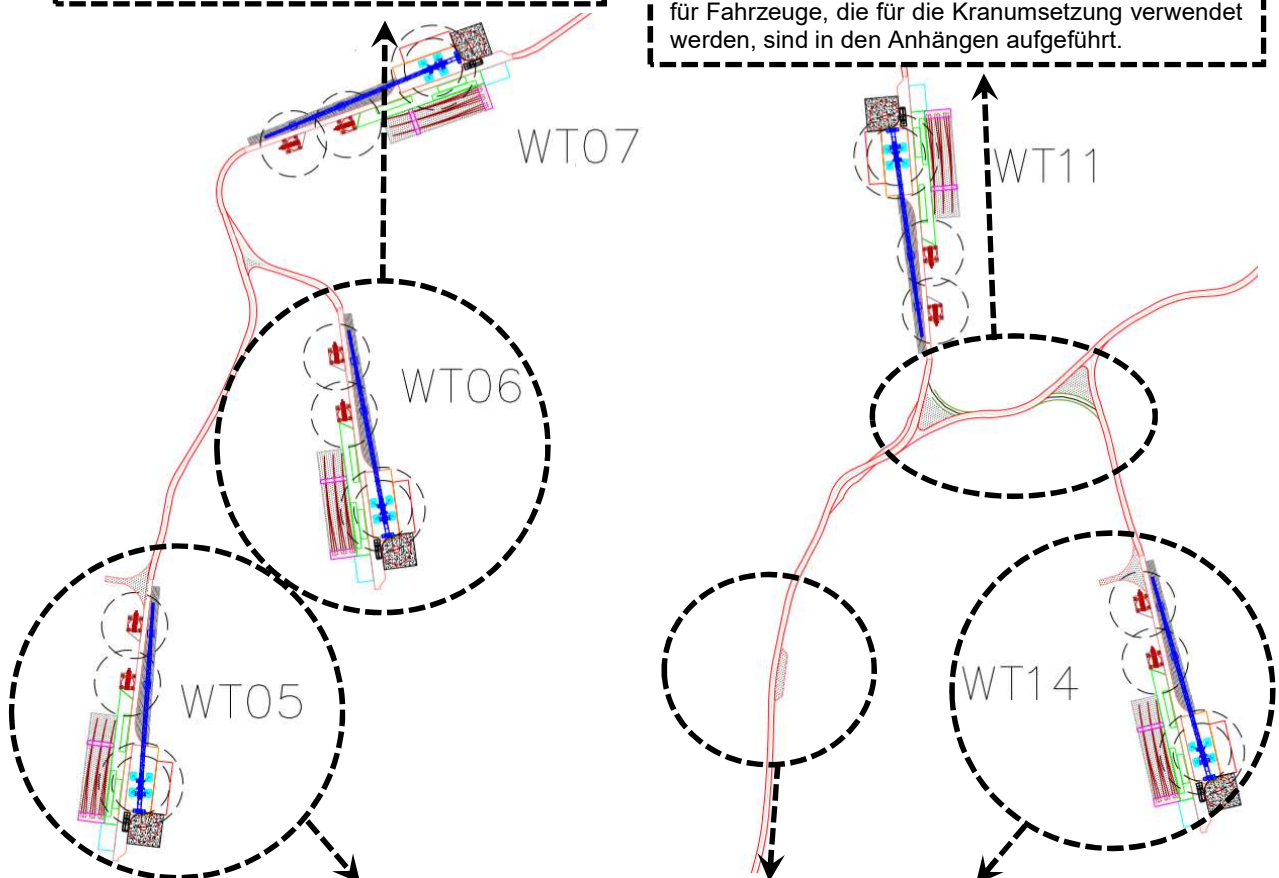 für Fahrzeuge, die für die Kranumsetzung verwendet
werden, sind in den Anhängen aufgeführt.
WT07
WT11
WT06
WT05
WT14